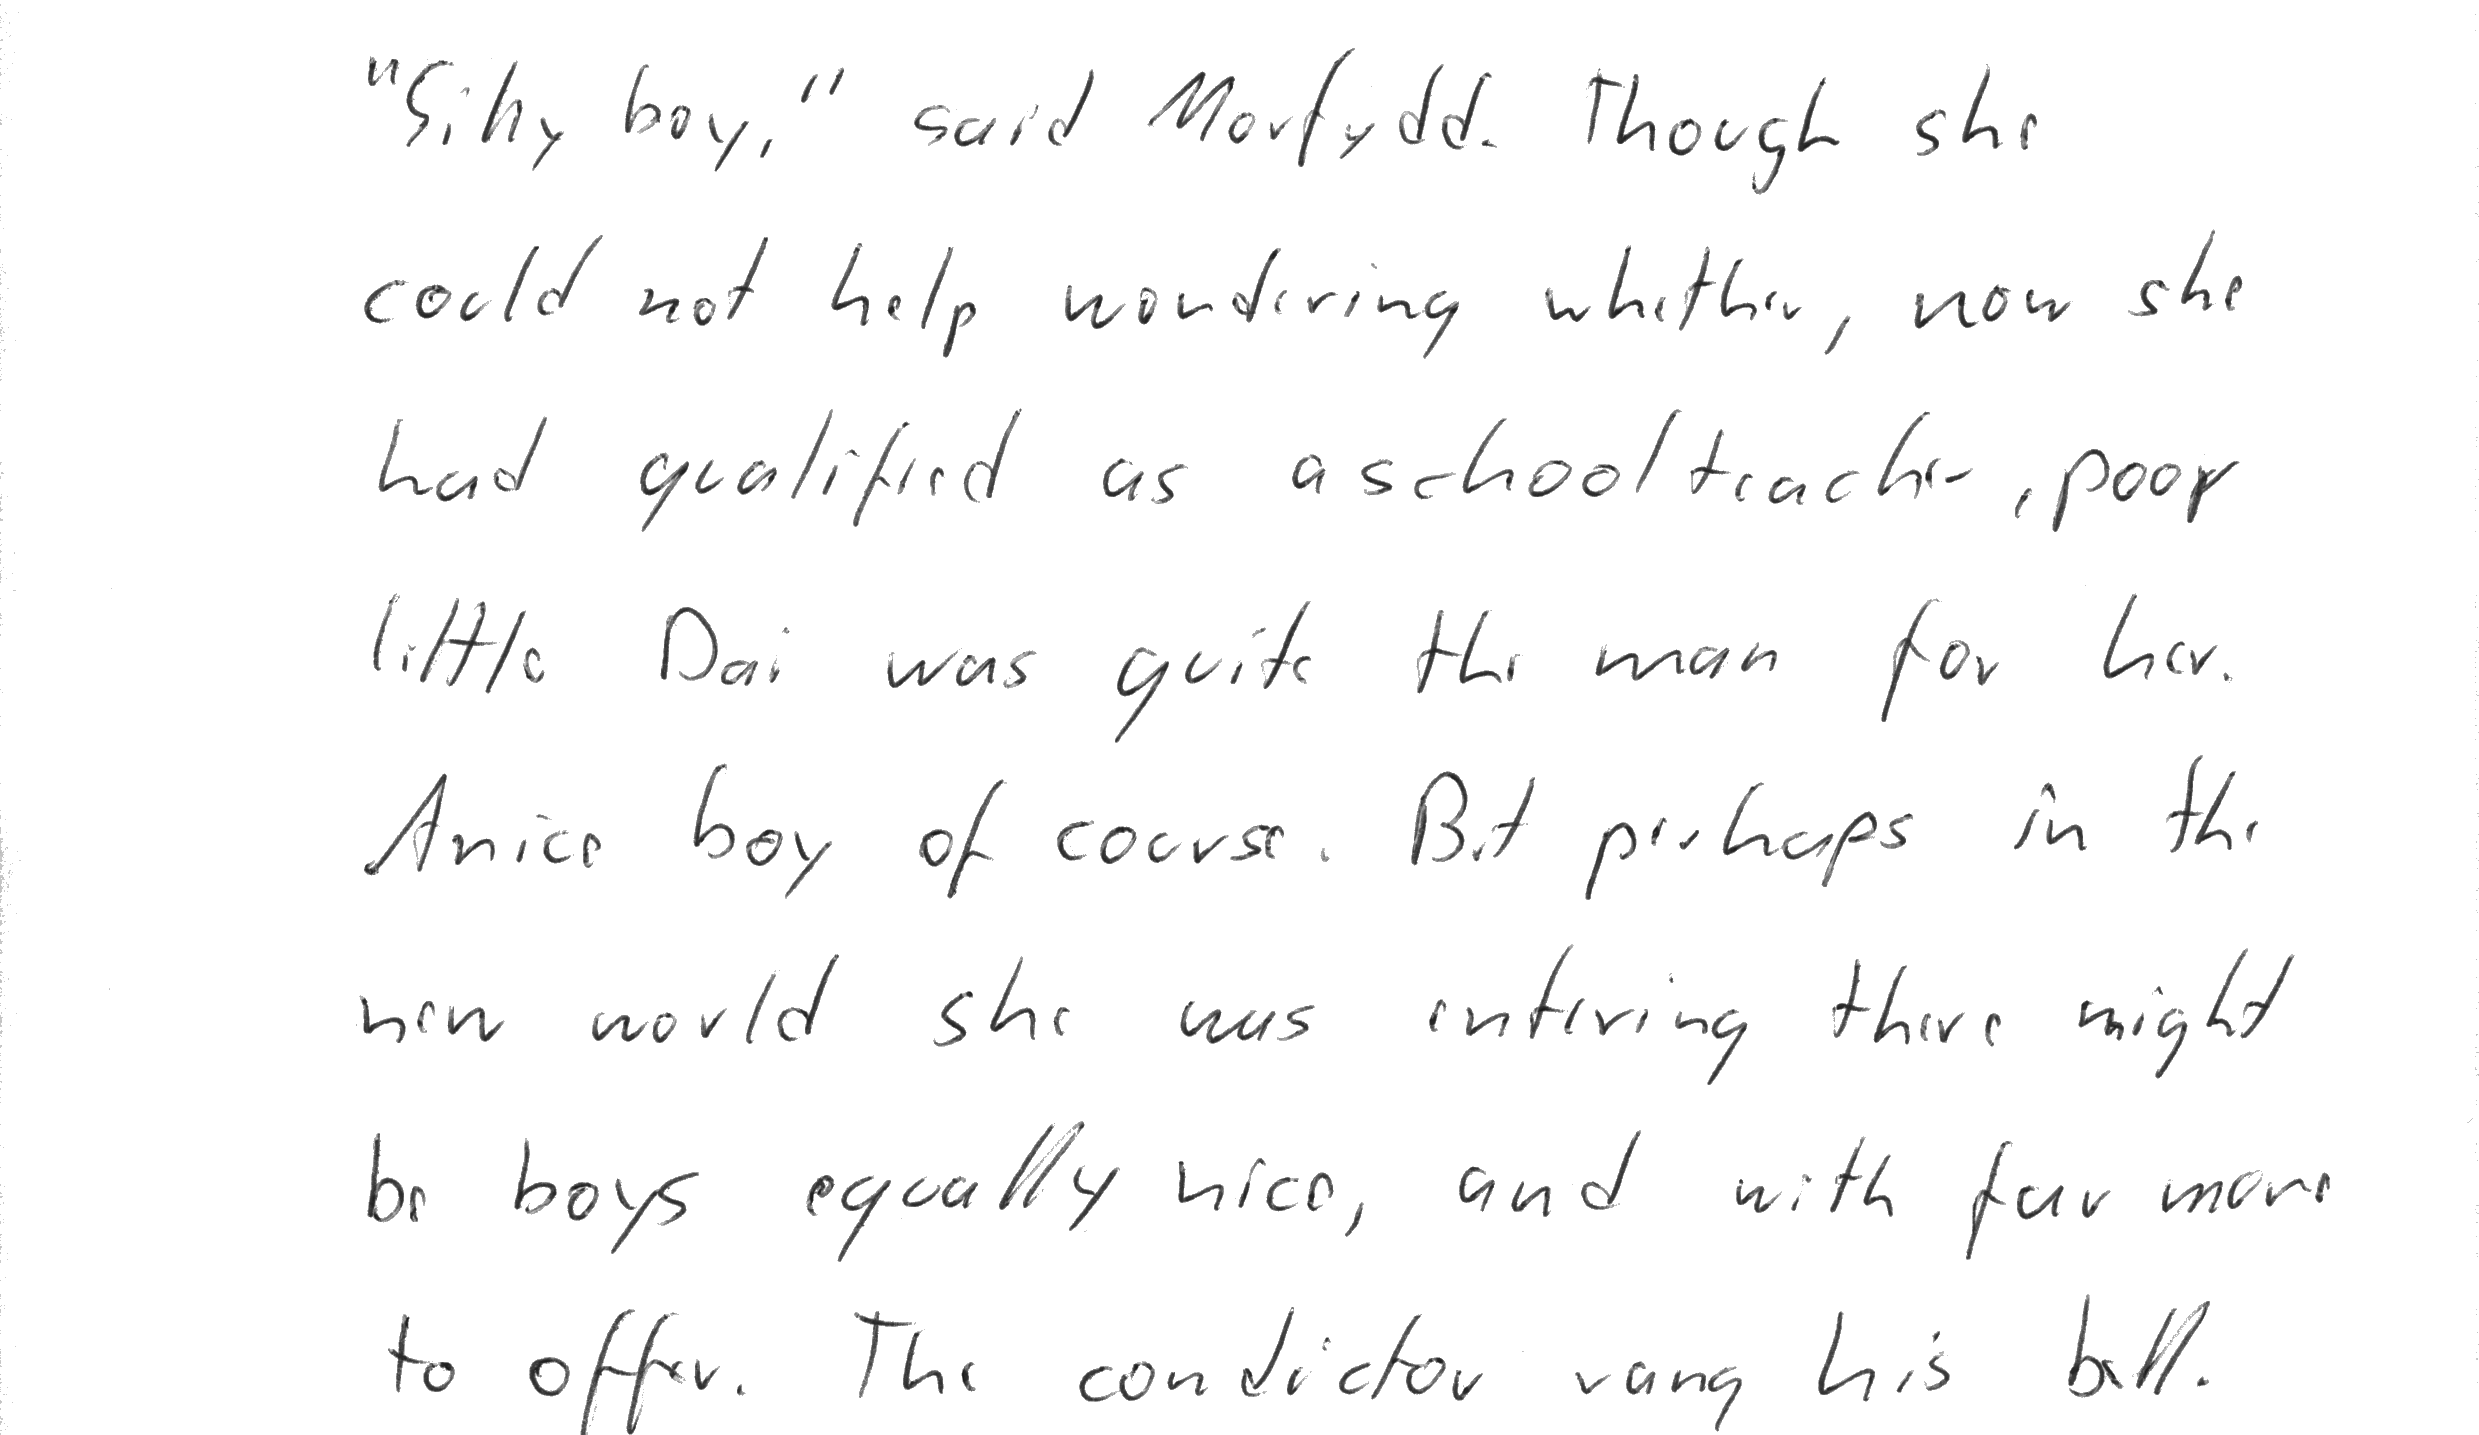 "Silly boy," said Morfydd. Though she
could not help wondering whether, now she
had qualified as a schoolteacher, poor
little Dai was quite the man for her.
A nice boy of course. But perhaps in the
new world she was entering there might
be boys equally nice, and with far more
to offer. The conductor rang his bell.